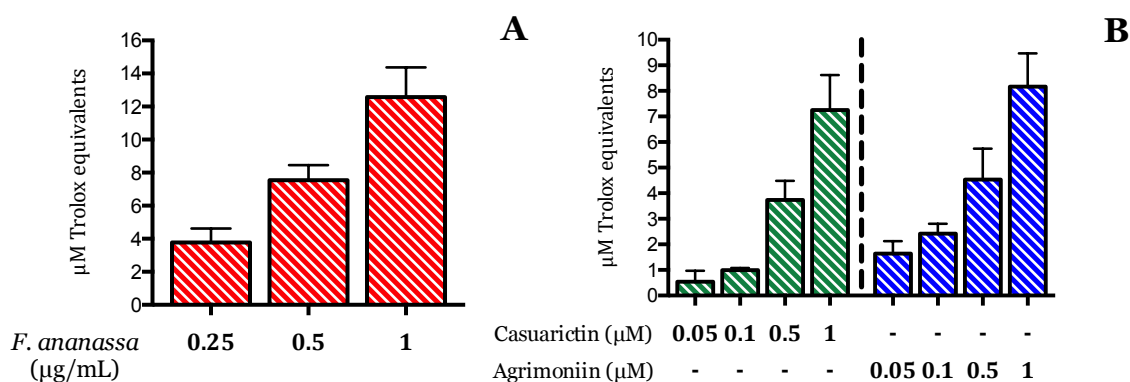 A
µM Trolox equivalents
16
14
12
10
8
6
4
2
0
F. ananassa
(µg/mL)
0.25 0.5 1
B
µM Trolox equivalents
10
9
8
7
6
5
4
3
2
1
0
Casuarictin (µM) 0.05 0.1 0.5 1 - - - -
Agrimoniin (µM) - - - - 0.05 0.1 0.5 1